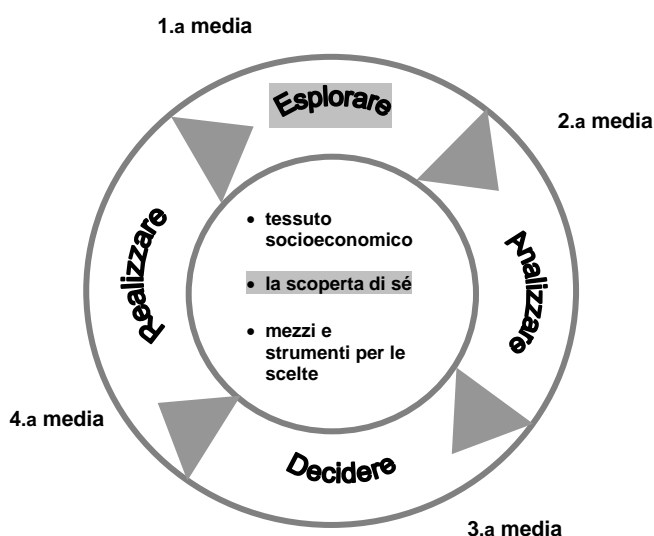 1.a media
Esplorare
2.a media
• tessuto
socioeconomico
• la scoperta di sé
• mezzi e
strumenti per le
scelte
Realizzare
Analizzare
4.a media
Decidere
3.a media